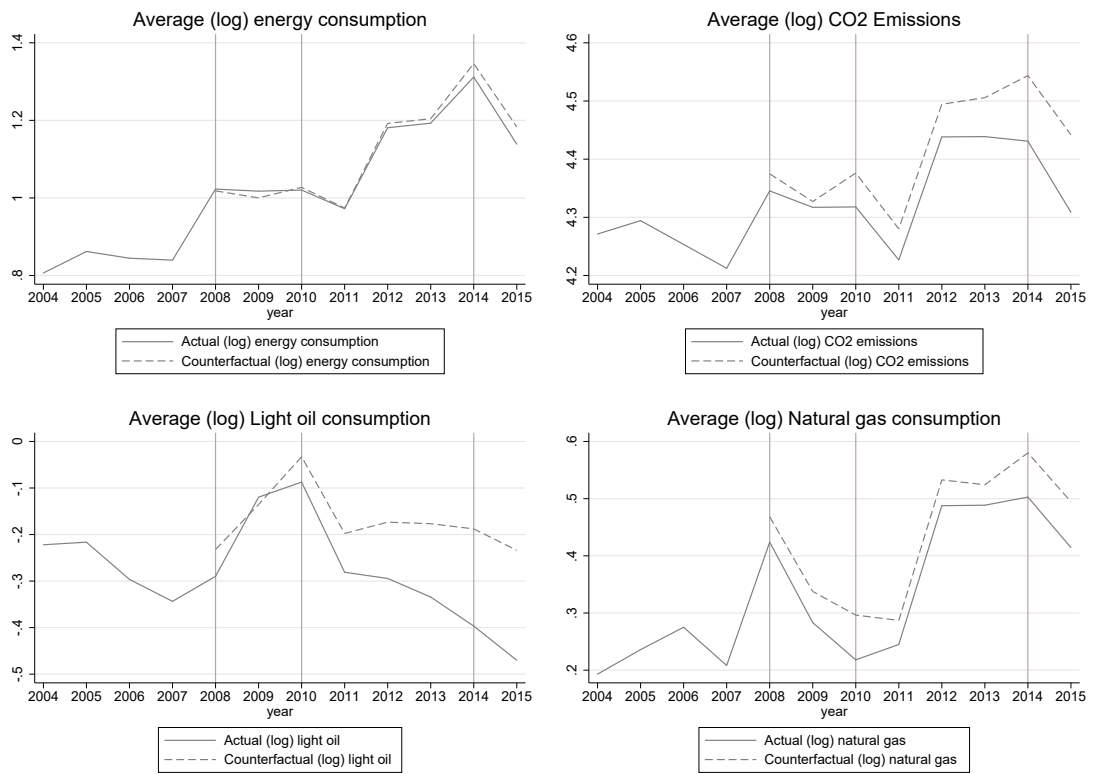 Average (log) energy consumption
1.4
1.2
1
.8
2004 2005 2006 2007 2008 2009 2010 2011 2012 2013 2014 2015
year
Actual (log) energy consumption
Counterfactual (log) energy consumption
Average (log) CO2 Emissions
4.6
4.5
4.4
4.3
4.2
2004 2005 2006 2007 2008 2009 2010 2011 2012 2013 2014 2015
year
Actual (log) CO2 emissions
Counterfactual (log) CO2 emissions
Average (log) Light oil consumption
0
-.1
-.2
-.3
-.4
-.5
2004 2005 2006 2007 2008 2009 2010 2011 2012 2013 2014 2015
year
Actual (log) light oil
Counterfactual (log) light oil
Average (log) Natural gas consumption
.6
.5
.4
.3
.2
2004 2005 2006 2007 2008 2009 2010 2011 2012 2013 2014 2015
year
Actual (log) natural gas
Counterfactual (log) natural gas